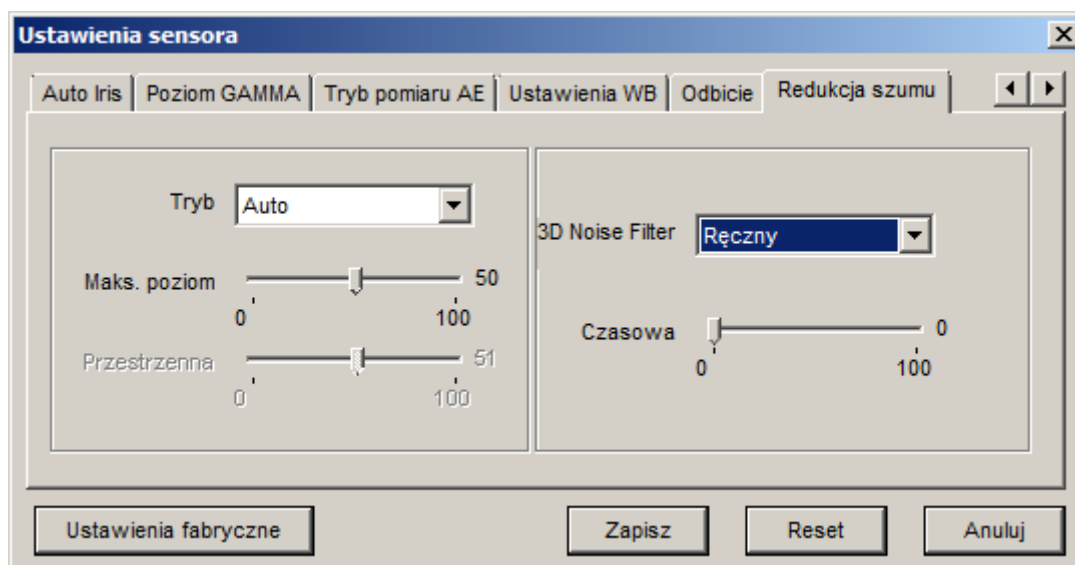 Ustawienia sensora
Auto Iris Poziom GAMMA Tryb pomiaru AE Ustawienia WB Odbicie Redukcja szumu
Tryb Auto
Maks. poziom 50
0 100
Przestrzenna 51
0 100
3D Noise Filter Ręczny
Czasowa 0
0 100
Ustawienia fabryczne Zapisz Reset Anuluj